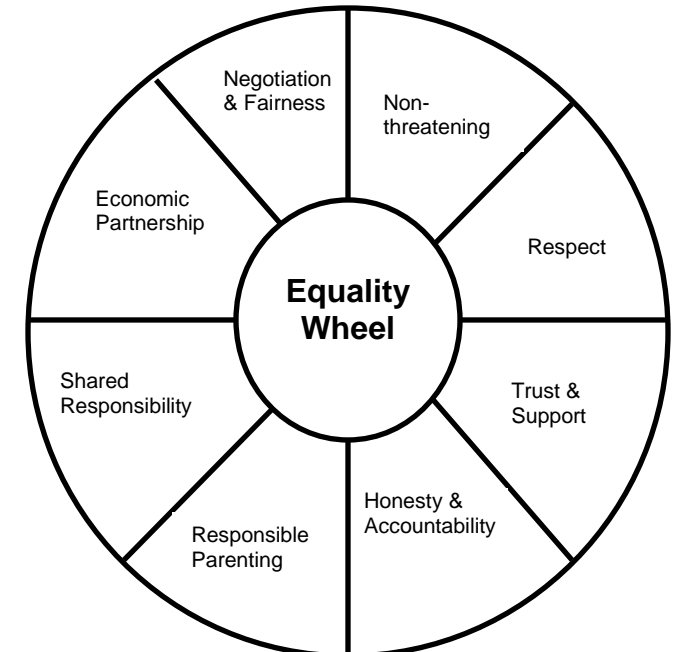 Negotiation
& Fairness
Non-
threatening
Economic
Partnership
Respect
Equality
Wheel
Shared
Responsibility
Trust &
Support
Responsible
Parenting
Honesty &
Accountability